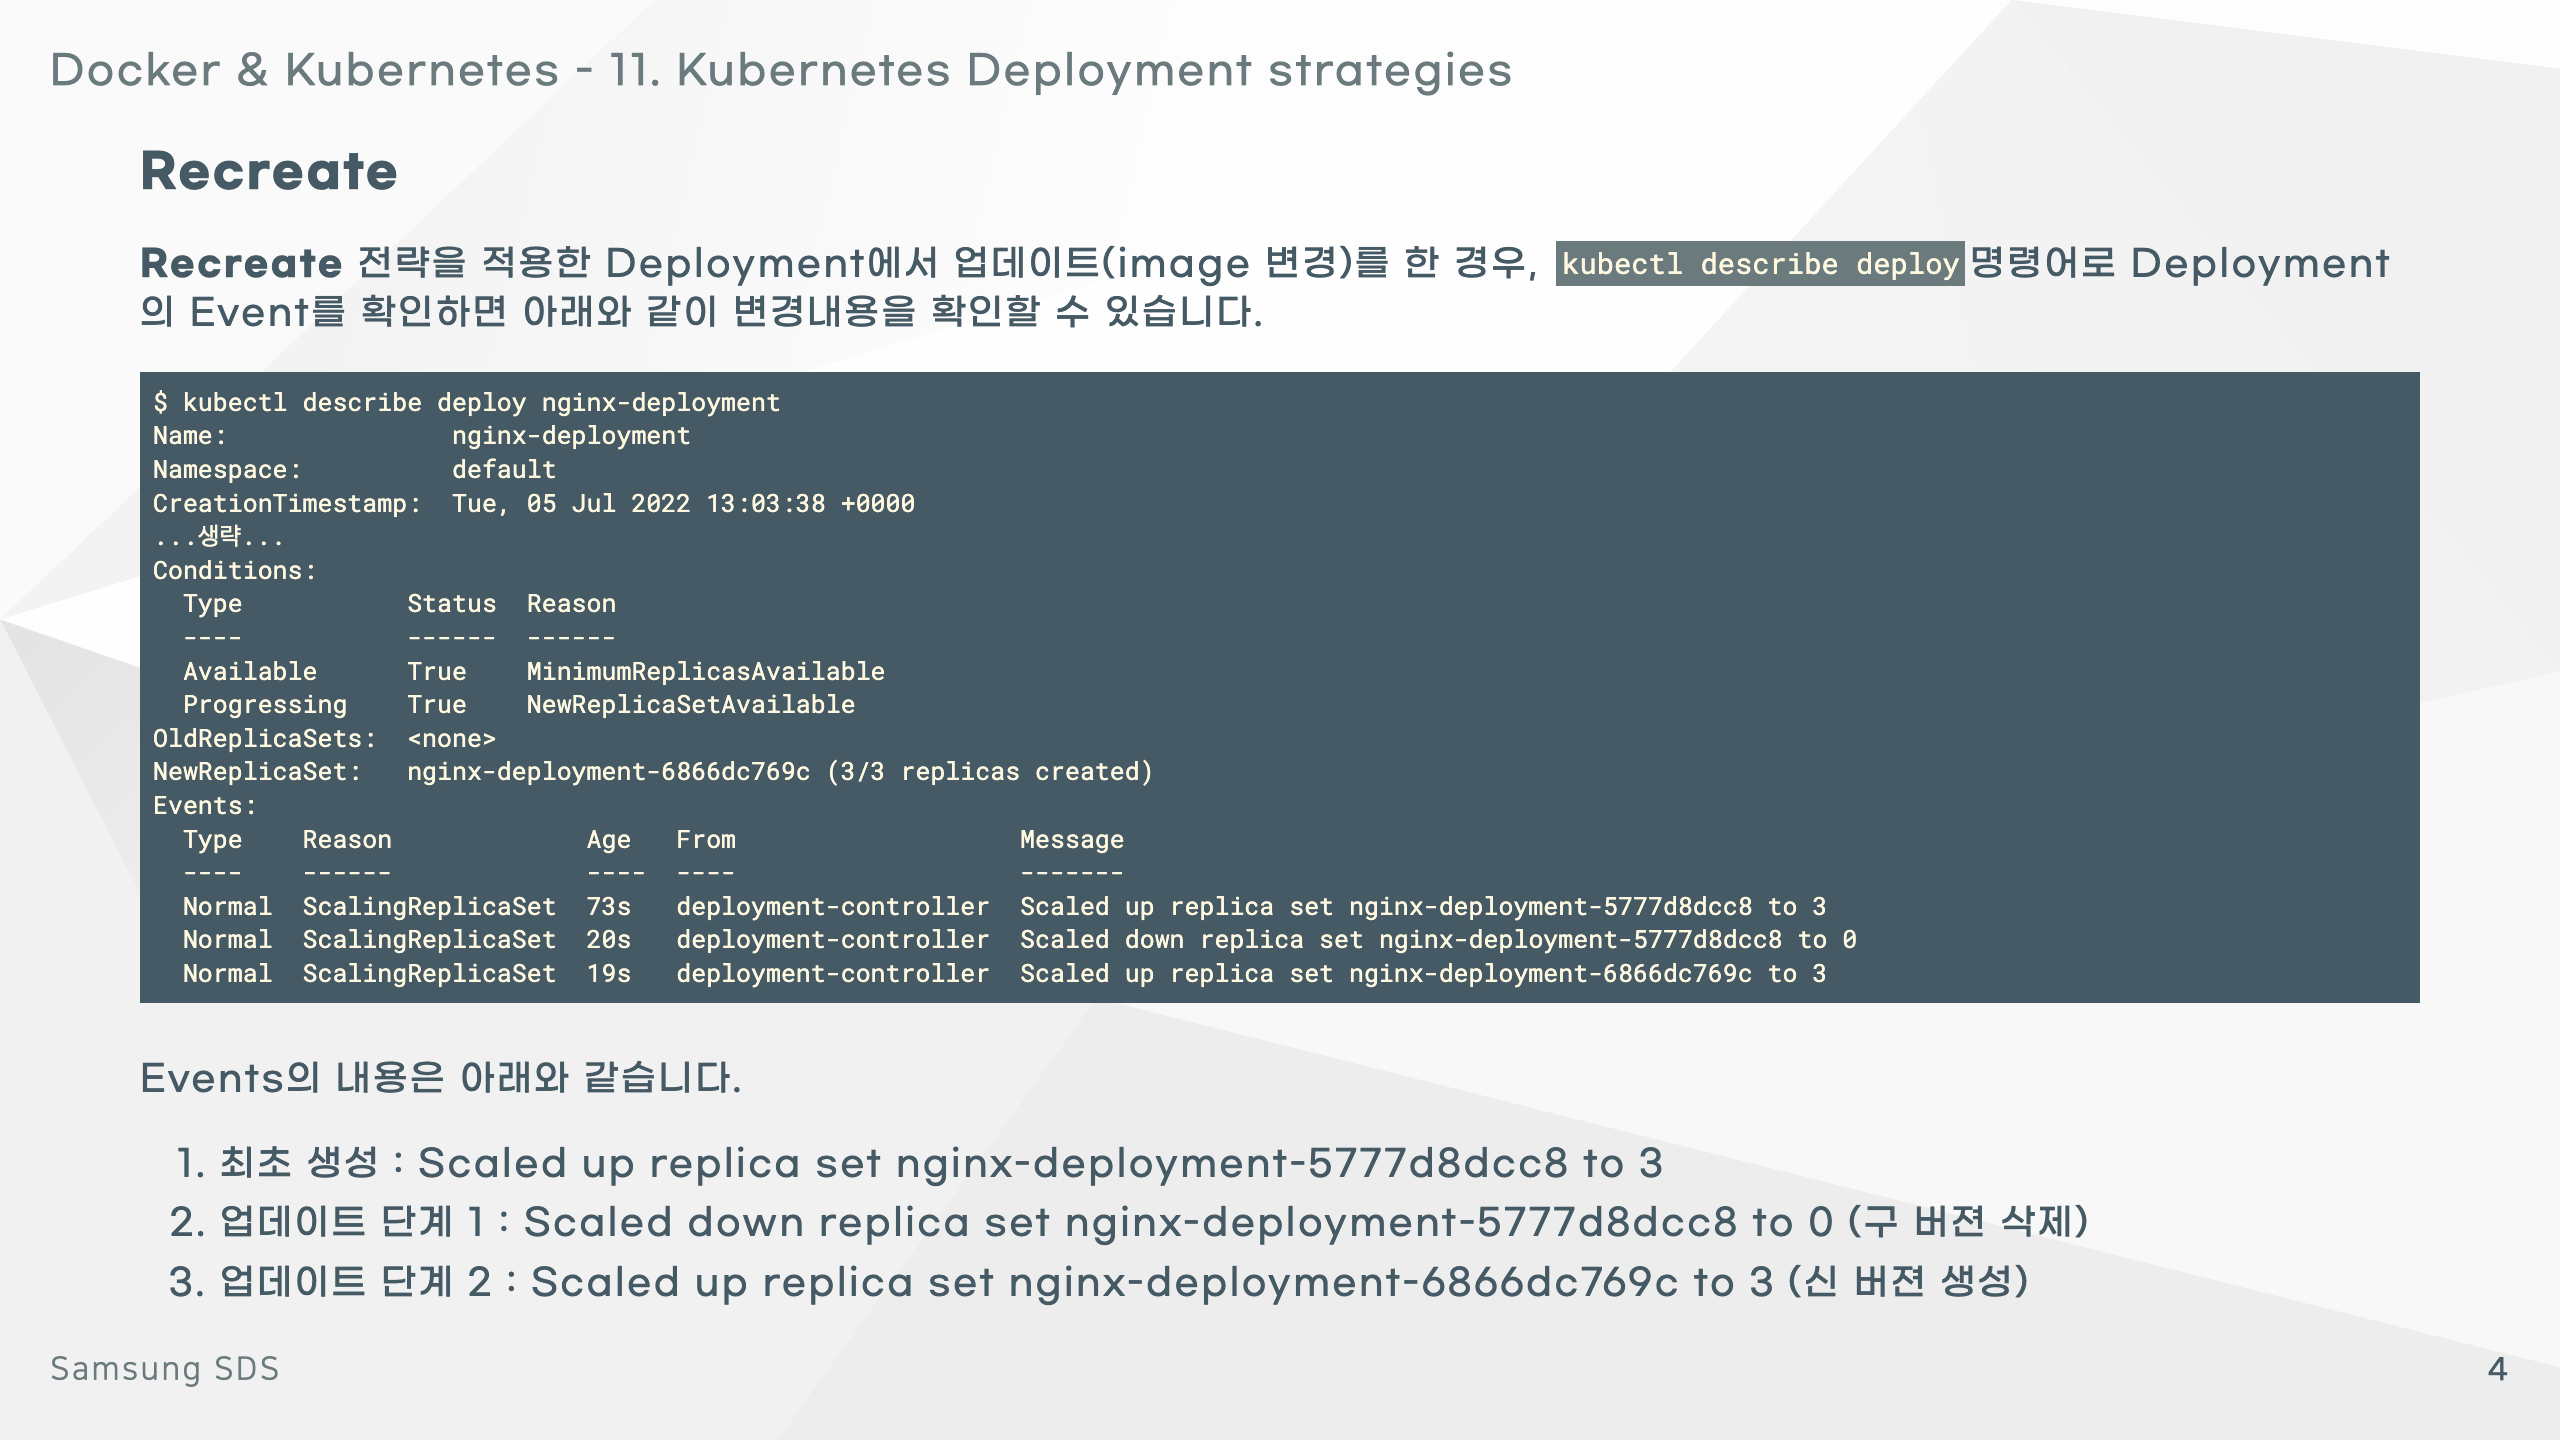 Docker & Kubernetes - 11. Kubernetes Deployment strategies
Recreate
Recreate 전략을 적용한 Deployment에서 업데이트(image 변경)를 한 경우, kubectl describe deploy 명령어로 Deployment
의 Event를 확인하면 아래와 같이 변경내용을 확인할 수 있습니다.
$ kubectl describe deploy nginx-deployment
Name:               nginx-deployment
Namespace:          default
CreationTimestamp:  Tue, 05 Jul 2022 13:03:38 +0000
...생략...
Conditions:
  Type           Status  Reason
  ----           ------  ------
  Available      True    MinimumReplicasAvailable
  Progressing    True    NewReplicaSetAvailable
OldReplicaSets:  <none>
NewReplicaSet:   nginx-deployment-6866dc769c (3/3 replicas created)
Events:
  Type    Reason             Age   From                   Message
  ----    ------             ----  ----                   -------
  Normal  ScalingReplicaSet  73s   deployment-controller  Scaled up replica set nginx-deployment-5777d8dcc8 to 3
  Normal  ScalingReplicaSet  20s   deployment-controller  Scaled down replica set nginx-deployment-5777d8dcc8 to 0
  Normal  ScalingReplicaSet  19s   deployment-controller  Scaled up replica set nginx-deployment-6866dc769c to 3
Events의 내용은 아래와 같습니다.
1. 최초 생성 : Scaled up replica set nginx-deployment-5777d8dcc8 to 3
2. 업데이트 단계 1 : Scaled down replica set nginx-deployment-5777d8dcc8 to 0 (구 버젼 삭제)
3. 업데이트 단계 2 : Scaled up replica set nginx-deployment-6866dc769c to 3 (신 버젼 생성)
Samsung SDS
4